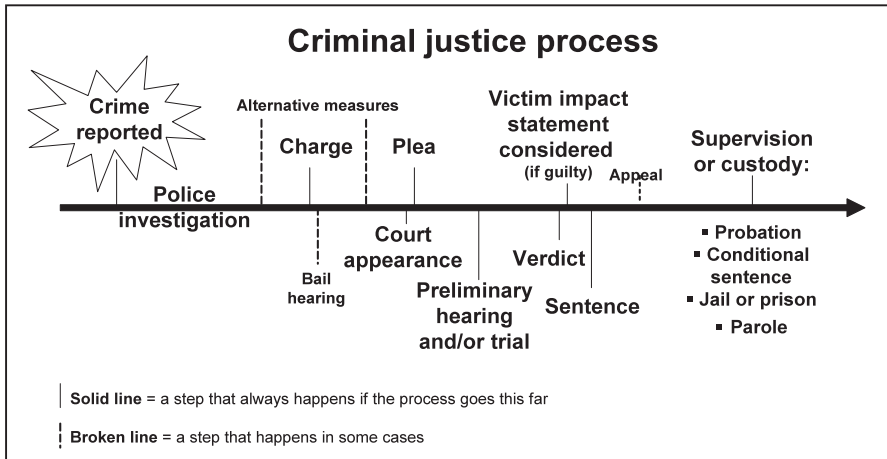 Criminal justice process
Crime
reported
Alternative measures
Charge
Plea
Victim impact
statement
considered
(if guilty)
Appeal
Supervision
or custody:
Police
investigation
Bail
hearing
Court
appearance
Preliminary
hearing
and/or trial
Verdict
Sentence
▪ Probation
▪ Conditional
sentence
▪ Jail or prison
▪ Parole
Solid line = a step that always happens if the process goes this far
Broken line = a step that happens in some cases